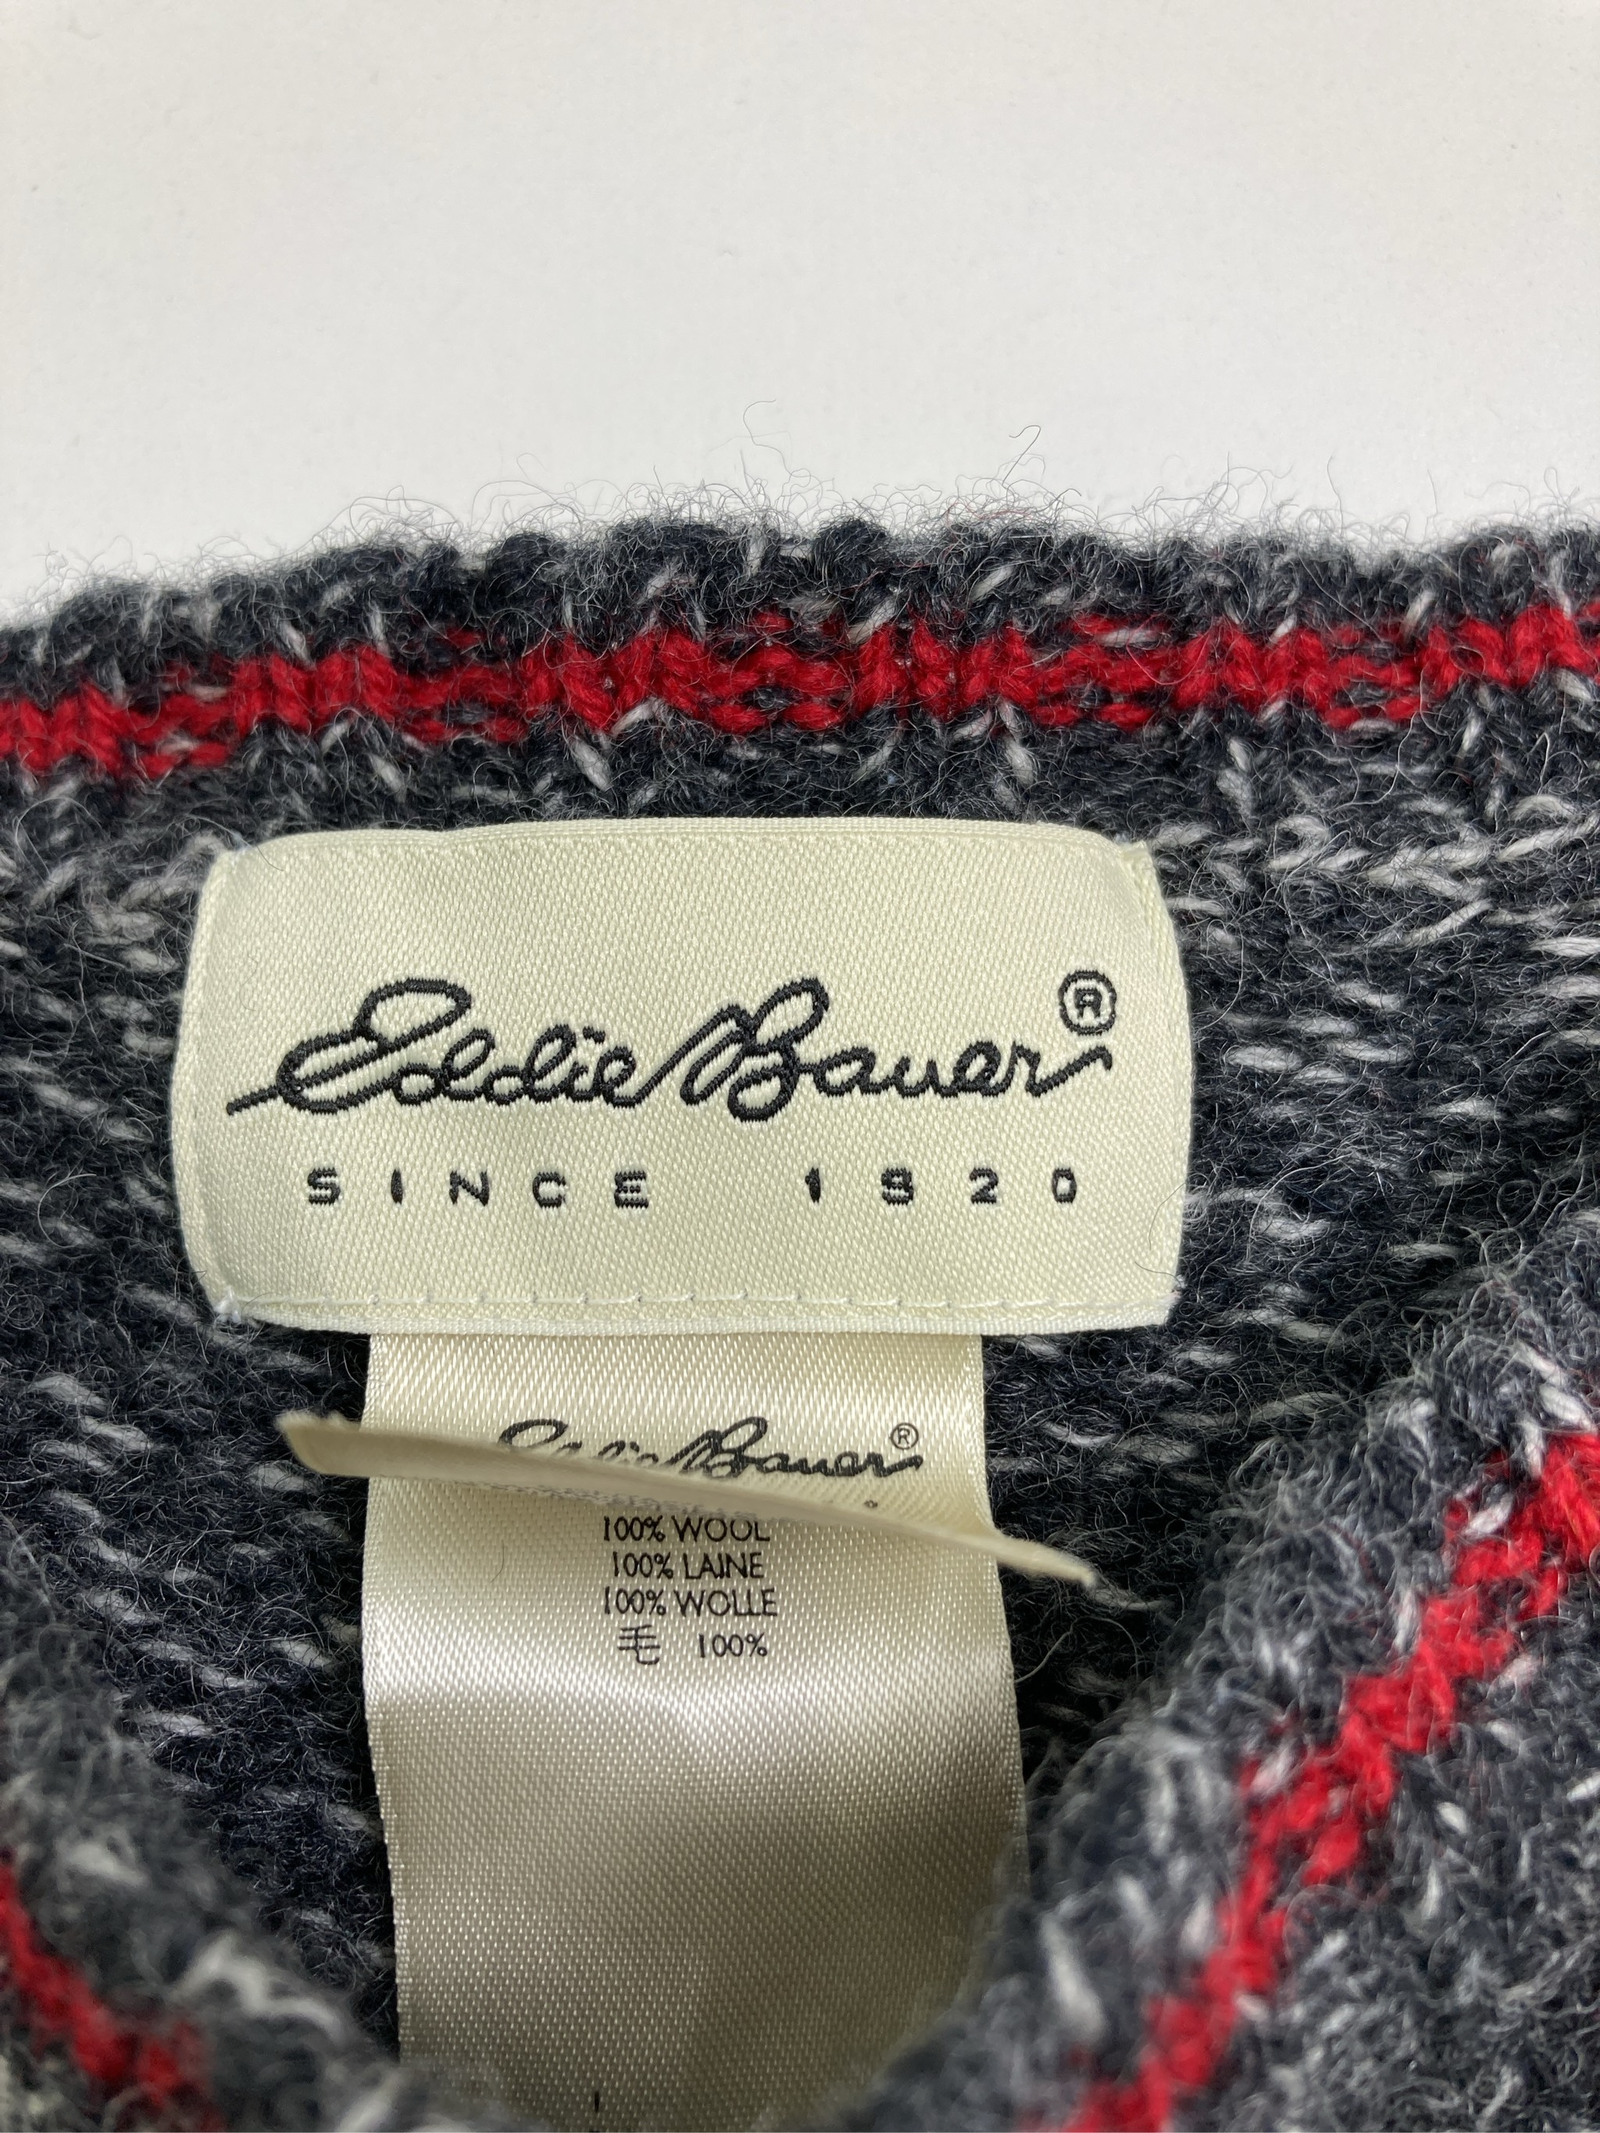 Eddie Bauer®
SINCE 1920
Eddie Bauer®
100% WOOL
100% LAINE
100% WOLLE
毛 100%